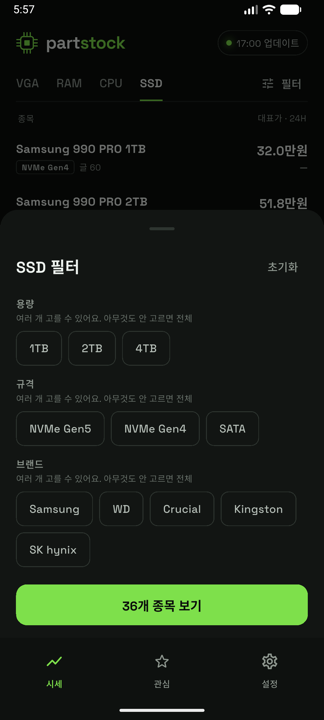 5:57
partstock
17:00 업데이트
VGA RAM CPU SSD 필터
종목 대표가 · 24H
Samsung 990 PRO 1TB 32.0만원
NVMe Gen4 글 60 —
Samsung 990 PRO 2TB 51.8만원
SSD 필터 초기화
용량
여러 개 고를 수 있어요. 아무것도 안 고르면 전체
1TB 2TB 4TB
규격
여러 개 고를 수 있어요. 아무것도 안 고르면 전체
NVMe Gen5 NVMe Gen4 SATA
브랜드
여러 개 고를 수 있어요. 아무것도 안 고르면 전체
Samsung WD Crucial Kingston
SK hynix
36개 종목 보기
시세 관심 설정